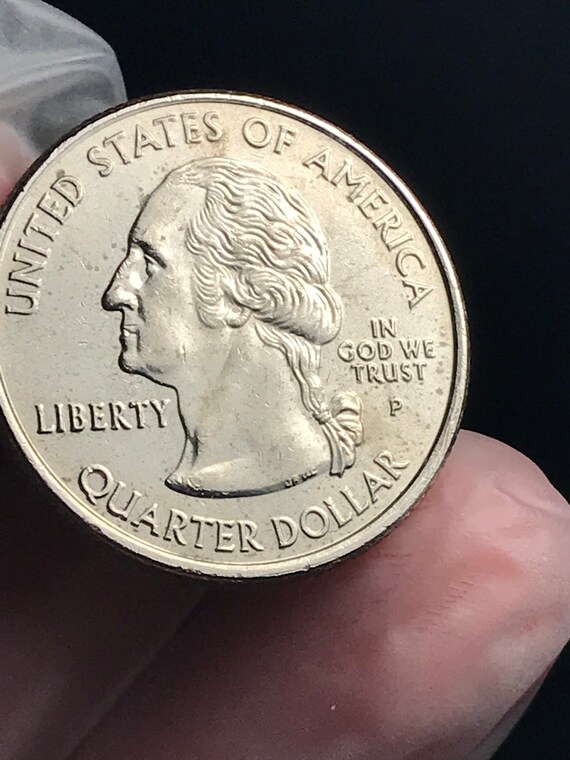 UNITED STATES OF AMERICA
IN
GOD WE
TRUST
LIBERTY
P
QUARTER DOLLAR